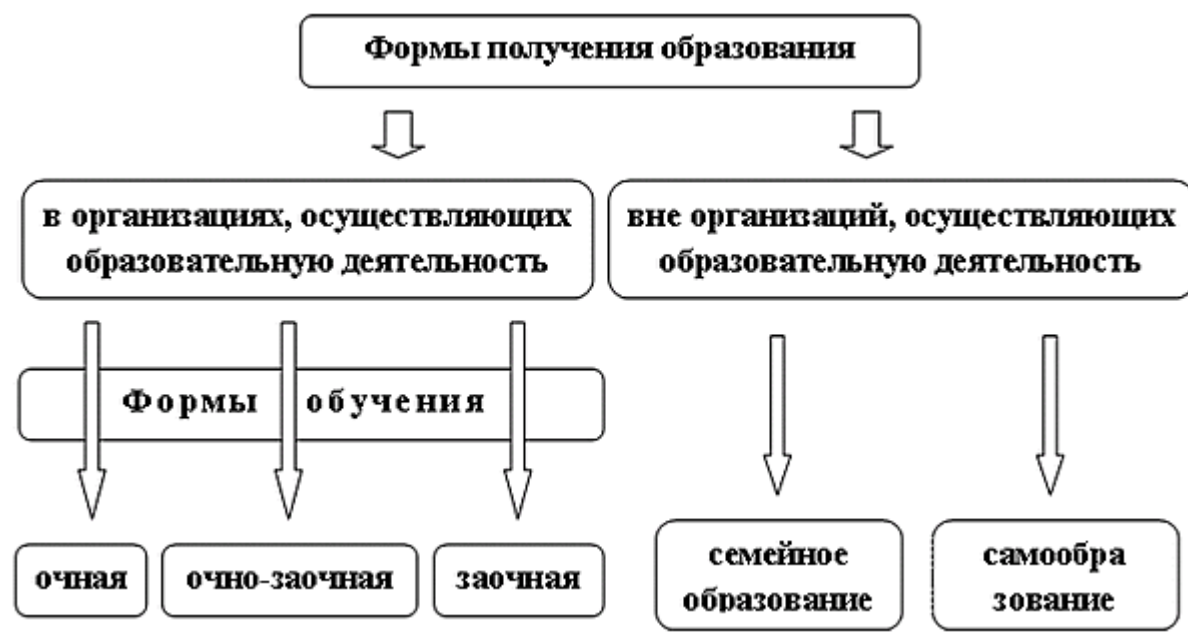 Формы получения образования
в организациях, осуществляющих
образовательную деятельность
вне организаций, осуществляющих
образовательную деятельность
Формы обучения
очная
очно-заочная
заочная
семейное
образование
самообра
зование